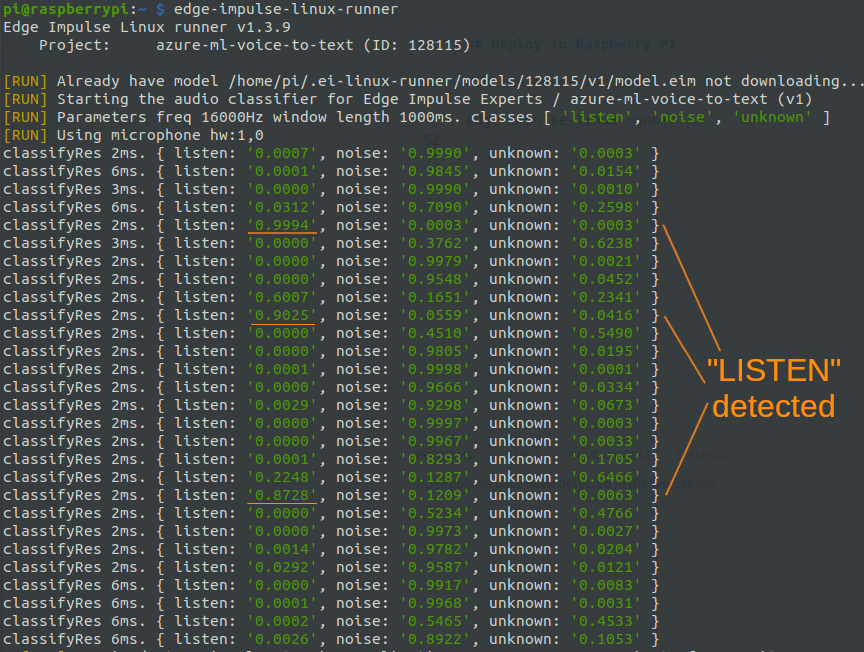 pi@raspberrypi:~ $ edge-impulse-linux-runner
Edge Impulse Linux runner v1.3.9
    Project:     azure-ml-voice-to-text (ID: 128115)
Deploy to Raspberry PI
[RUN] Already have model /home/pi/.ei-linux-runner/models/128115/v1/model.eim not downloading...
[RUN] Starting the audio classifier for Edge Impulse Experts / azure-ml-voice-to-text (v1)
[RUN] Parameters freq 16000Hz window length 1000ms. classes [ 'listen', 'noise', 'unknown' ]
[RUN] Using microphone hw:1,0
classifyRes 2ms. { listen: '0.0007', noise: '0.9990', unknown: '0.0003' }
classifyRes 6ms. { listen: '0.0001', noise: '0.9845', unknown: '0.0154' }
classifyRes 3ms. { listen: '0.0000', noise: '0.9990', unknown: '0.0010' }
classifyRes 6ms. { listen: '0.0312', noise: '0.7090', unknown: '0.2598' }
classifyRes 2ms. { listen: '0.9994', noise: '0.0003', unknown: '0.0003' }
classifyRes 3ms. { listen: '0.0000', noise: '0.3762', unknown: '0.6238' }
classifyRes 2ms. { listen: '0.0000', noise: '0.9979', unknown: '0.0021' }
classifyRes 2ms. { listen: '0.0000', noise: '0.9548', unknown: '0.0452' }
classifyRes 2ms. { listen: '0.6007', noise: '0.1651', unknown: '0.2341' }
classifyRes 2ms. { listen: '0.9025', noise: '0.0559', unknown: '0.0416' }
classifyRes 2ms. { listen: '0.0000', noise: '0.4510', unknown: '0.5490' }
classifyRes 2ms. { listen: '0.0000', noise: '0.9805', unknown: '0.0195' }
classifyRes 2ms. { listen: '0.0001', noise: '0.9998', unknown: '0.0001' }
classifyRes 2ms. { listen: '0.0000', noise: '0.9666', unknown: '0.0334' }
classifyRes 2ms. { listen: '0.0029', noise: '0.9298', unknown: '0.0673' }
classifyRes 2ms. { listen: '0.0000', noise: '0.9997', unknown: '0.0003' }
classifyRes 2ms. { listen: '0.0000', noise: '0.9967', unknown: '0.0033' }
classifyRes 2ms. { listen: '0.0001', noise: '0.8293', unknown: '0.1705' }
classifyRes 2ms. { listen: '0.2248', noise: '0.1287', unknown: '0.6466' }
classifyRes 2ms. { listen: '0.8728', noise: '0.1209', unknown: '0.0063' }
classifyRes 2ms. { listen: '0.0000', noise: '0.5234', unknown: '0.4766' }
classifyRes 2ms. { listen: '0.0000', noise: '0.9973', unknown: '0.0027' }
classifyRes 2ms. { listen: '0.0014', noise: '0.9782', unknown: '0.0204' }
classifyRes 2ms. { listen: '0.0292', noise: '0.9587', unknown: '0.0121' }
classifyRes 6ms. { listen: '0.0000', noise: '0.9917', unknown: '0.0083' }
classifyRes 6ms. { listen: '0.0001', noise: '0.9968', unknown: '0.0031' }
classifyRes 6ms. { listen: '0.0002', noise: '0.5465', unknown: '0.4533' }
classifyRes 6ms. { listen: '0.0026', noise: '0.8922', unknown: '0.1053' }
"LISTEN"
detected